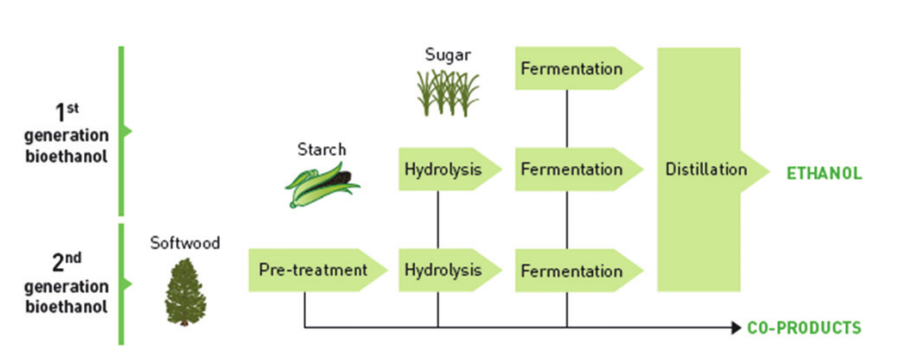 Sugar
Fermentation
1st
generation
bioethanol
Starch
Hydrolysis
Fermentation
Distillation
ETHANOL
Softwood
2nd
generation
bioethanol
Pre-treatment
Hydrolysis
Fermentation
CO-PRODUCTS